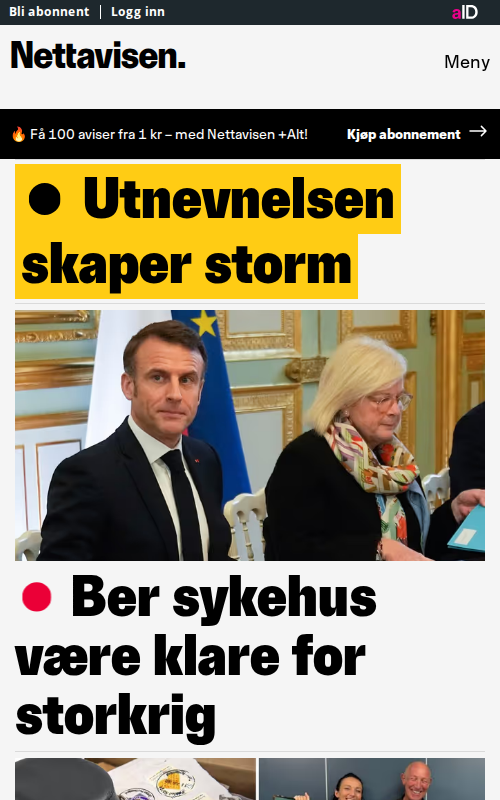 Bli abonnent | Logg inn
aID
Nettavisen.
Meny
🔥 Få 100 aviser fra 1 kr – med Nettavisen +Alt!
Kjøp abonnement →
● Utnevnelsen
skaper storm
Ber sykehus
være klare for
storkrig